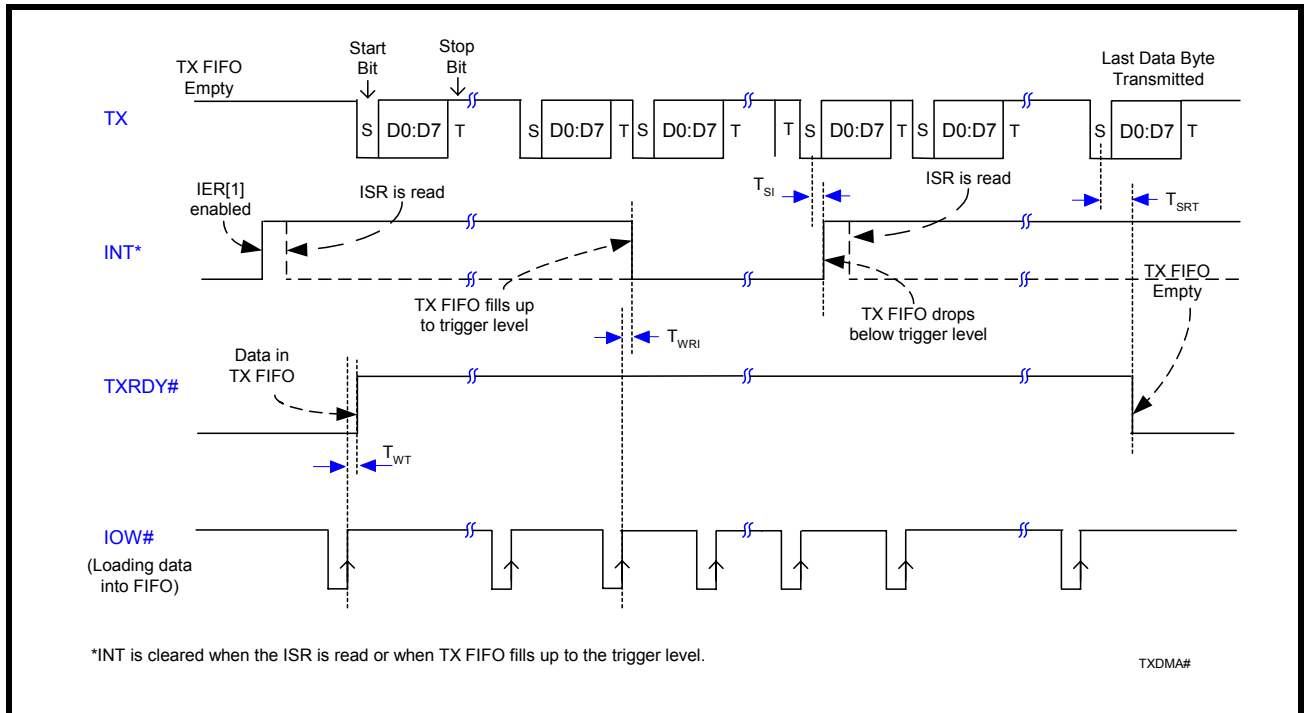 TX FIFO
Empty
Start
Bit
Stop
Bit
Last Data Byte
Transmitted
TX
S D0:D7 T S D0:D7 T S D0:D7 T T S D0:D7 T S D0:D7 T S D0:D7 T
IER[1]
enabled
ISR is read
TSI
ISR is read
TSRT
INT*
TX FIFO fills up
to trigger level
TX FIFO drops
below trigger level
TX FIFO
Empty
TWRI
Data in
TX FIFO
TXRDY#
TWT
IOW#
(Loading data
into FIFO)
*INT is cleared when the ISR is read or when TX FIFO fills up to the trigger level.
TXDMA#